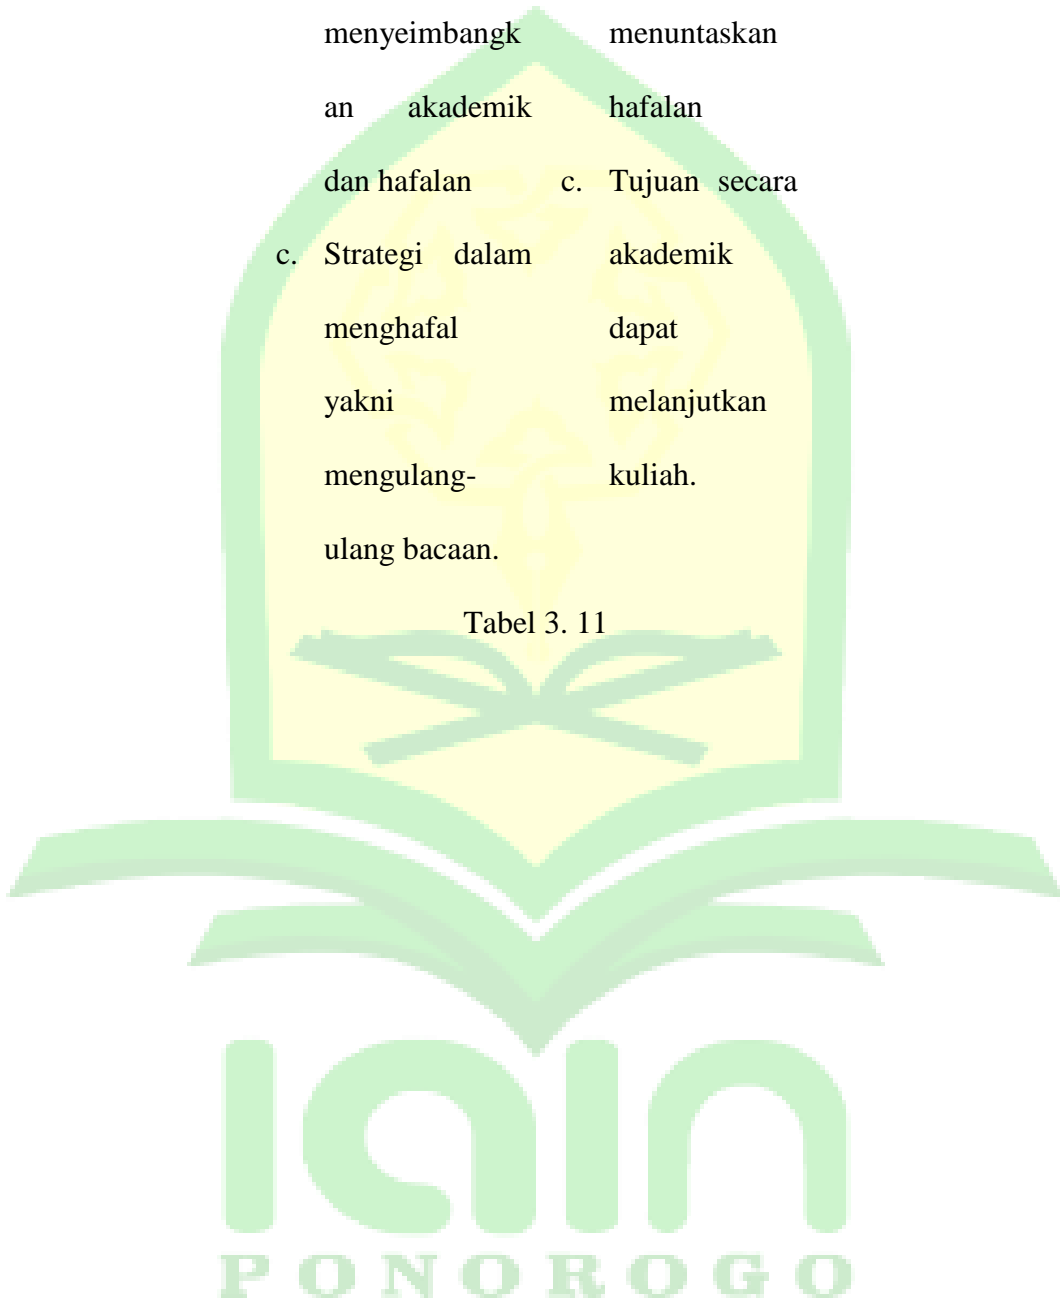 menyeimbangk
an akademik
dan hafalan
c. Strategi dalam
menghafal
yakni
mengulang-
ulang bacaan.
menuntaskan
hafalan
c. Tujuan secara
akademik
dapat
melanjutkan
kuliah.
Tabel 3. 11
iain
PONOROGO